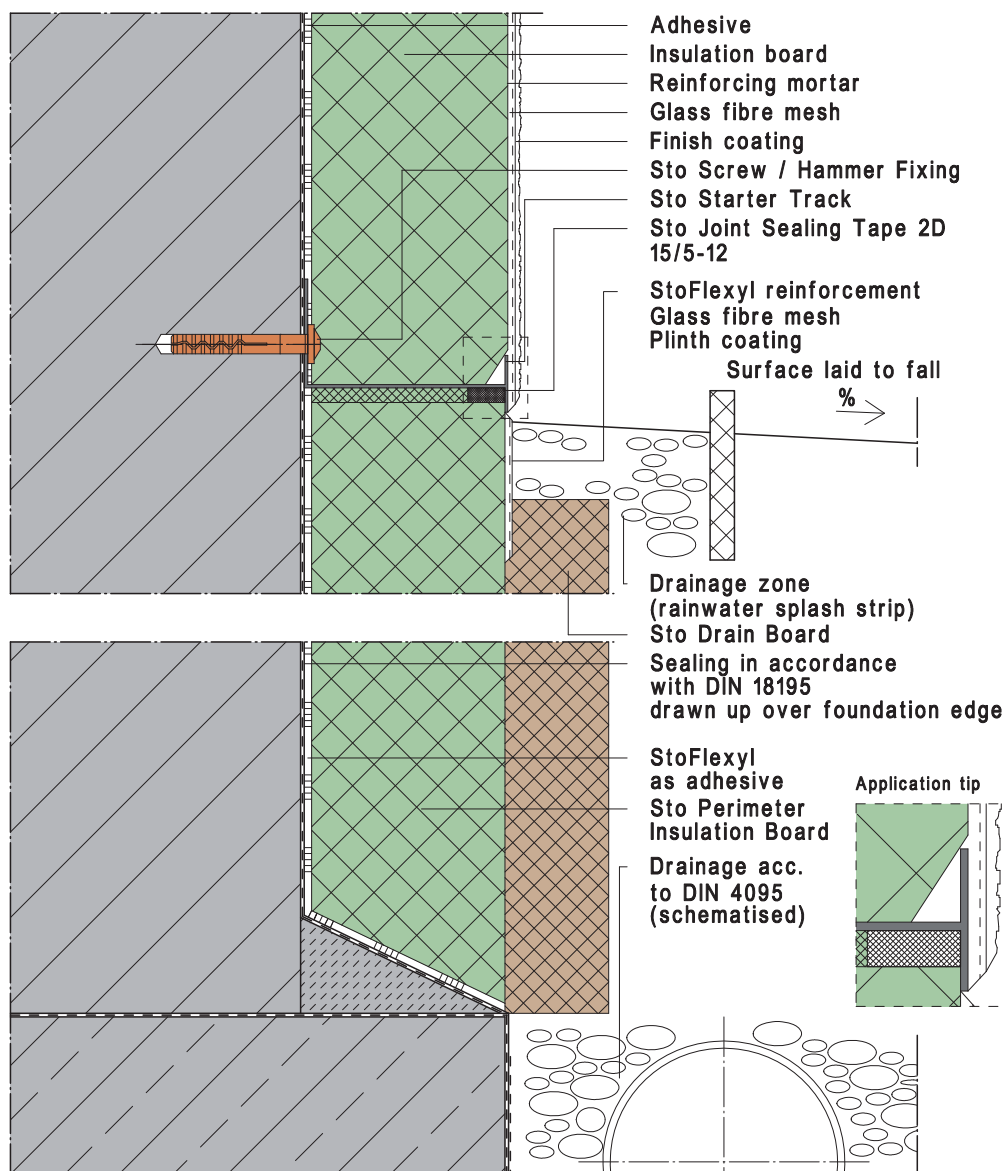 Adhesive
Insulation board
Reinforcing mortar
Glass fibre mesh
Finish coating
Sto Screw / Hammer Fixing
Sto Starter Track
Sto Joint Sealing Tape 2D
15/5-12
StoFlexyl reinforcement
Glass fibre mesh
Plinth coating
Surface laid to fall
%
Drainage zone
(rainwater splash strip)
Sto Drain Board
Sealing in accordance
with DIN 18195
drawn up over foundation edge
StoFlexyl
as adhesive
Sto Perimeter
Insulation Board
Drainage acc.
to DIN 4095
(schematised)
Application tip